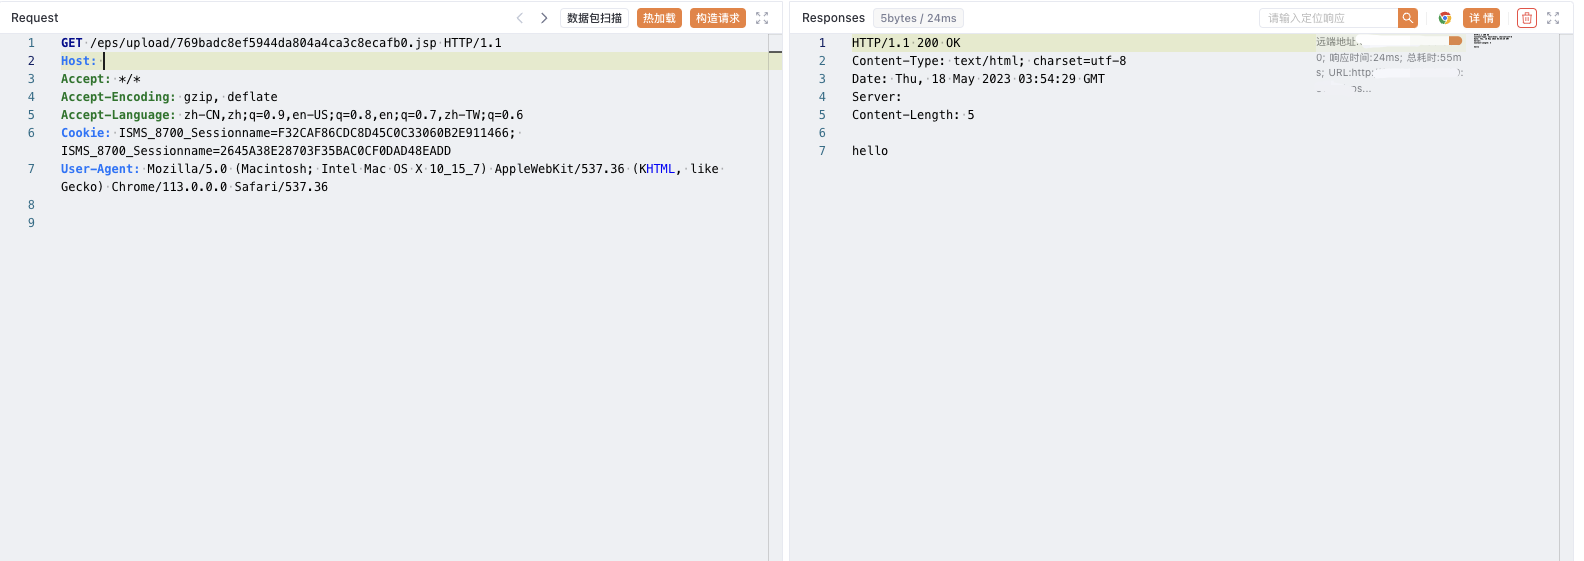 Request
数据包扫描
热加载
构造请求
1 GET /eps/upload/769badc8ef5944da804a4ca3c8ecafb0.jsp HTTP/1.1
2 Host:
3 Accept: */*
4 Accept-Encoding: gzip, deflate
5 Accept-Language: zh-CN,zh;q=0.9,en-US;q=0.8,en;q=0.7,zh-TW;q=0.6
6 Cookie: ISMS_8700_Sessionname=F32CAF86CDC8D45C0C33060B2E911466;
ISMS_8700_Sessionname=2645A38E28703F35BAC0CF0DAD48EADD
7 User-Agent: Mozilla/5.0 (Macintosh; Intel Mac OS X 10_15_7) AppleWebKit/537.36 (KHTML, like
Gecko) Chrome/113.0.0.0 Safari/537.36
8
9
Responses
5bytes / 24ms
请输入定位响应
详 情
1 HTTP/1.1 200 OK
2 Content-Type: text/html; charset=utf-8
3 Date: Thu, 18 May 2023 03:54:29 GMT
4 Server:
5 Content-Length: 5
6
7 hello
远端地址..
0; 响应时间:24ms; 总耗时:55m
s; URL:http:
):
os...